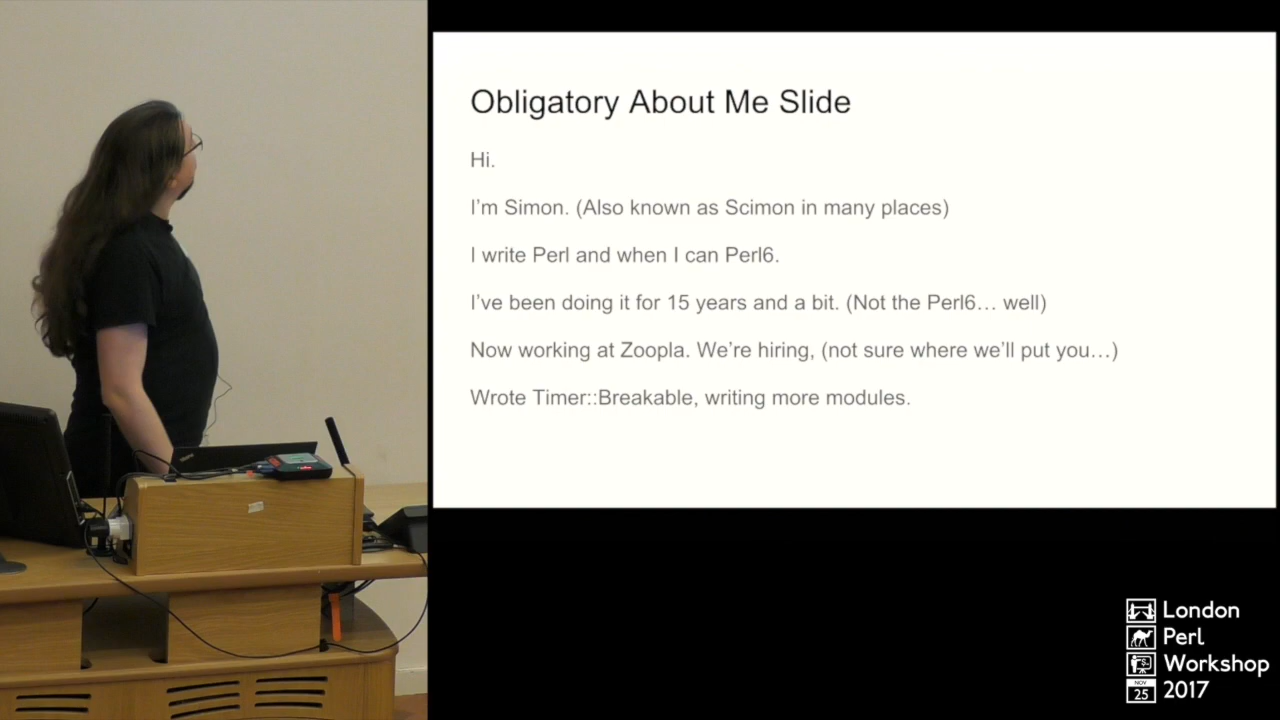 Obligatory About Me Slide
Hi.
I'm Simon. (Also known as Scimon in many places)
I write Perl and when I can Perl6.
I've been doing it for 15 years and a bit. (Not the Perl6… well)
Now working at Zoopla. We're hiring, (not sure where we'll put you…)
Wrote Timer::Breakable, writing more modules.
London
Perl
Workshop
NOV
25
2017